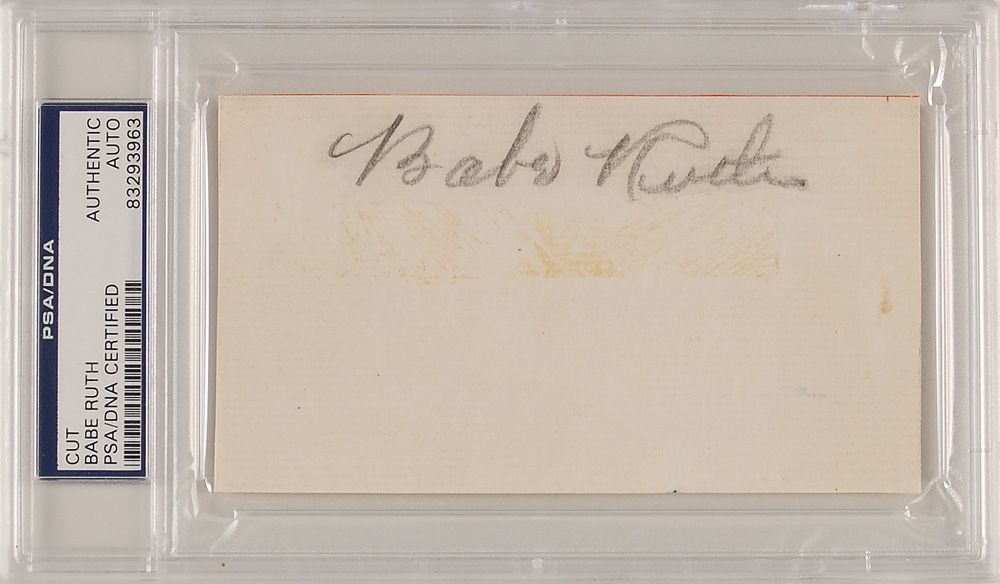 Babe Ruth
PSA/DNA
CUT
BABE RUTH
PSA/DNA CERTIFIED
AUTHENTIC
AUTO
83293963